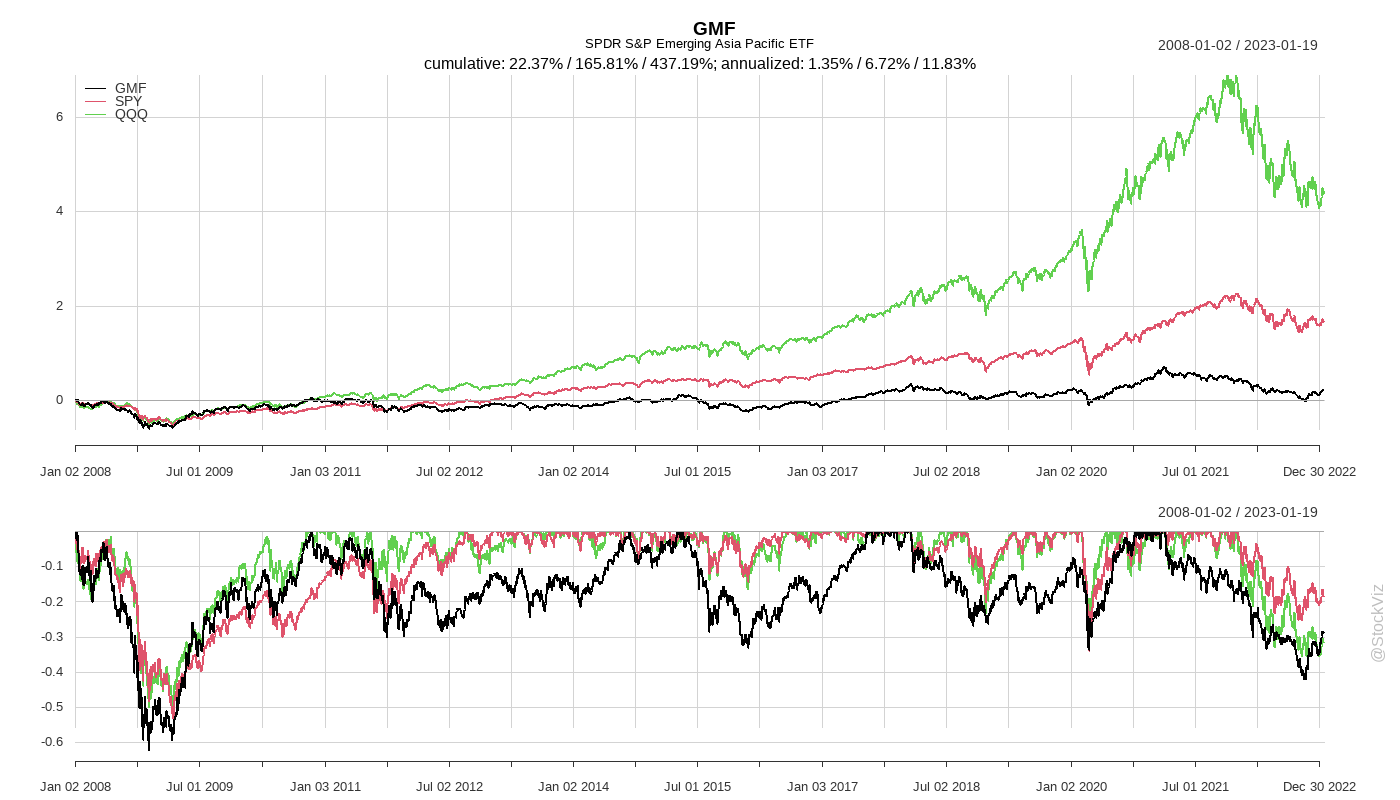 GMF
SPDR S&P Emerging Asia Pacific ETF
2008-01-02 / 2023-01-19
cumulative: 22.37% / 165.81% / 437.19%; annualized: 1.35% / 6.72% / 11.83%
GMF
SPY
QQQ
6
4
2
0
Jan 02 2008 Jul 01 2009 Jan 03 2011 Jul 02 2012 Jan 02 2014 Jul 01 2015 Jan 03 2017 Jul 02 2018 Jan 02 2020 Jul 01 2021 Dec 30 2022
2008-01-02 / 2023-01-19
-0.1
-0.2
-0.3
-0.4
-0.5
-0.6
Jan 02 2008 Jul 01 2009 Jan 03 2011 Jul 02 2012 Jan 02 2014 Jul 01 2015 Jan 03 2017 Jul 02 2018 Jan 02 2020 Jul 01 2021 Dec 30 2022
@StockViz